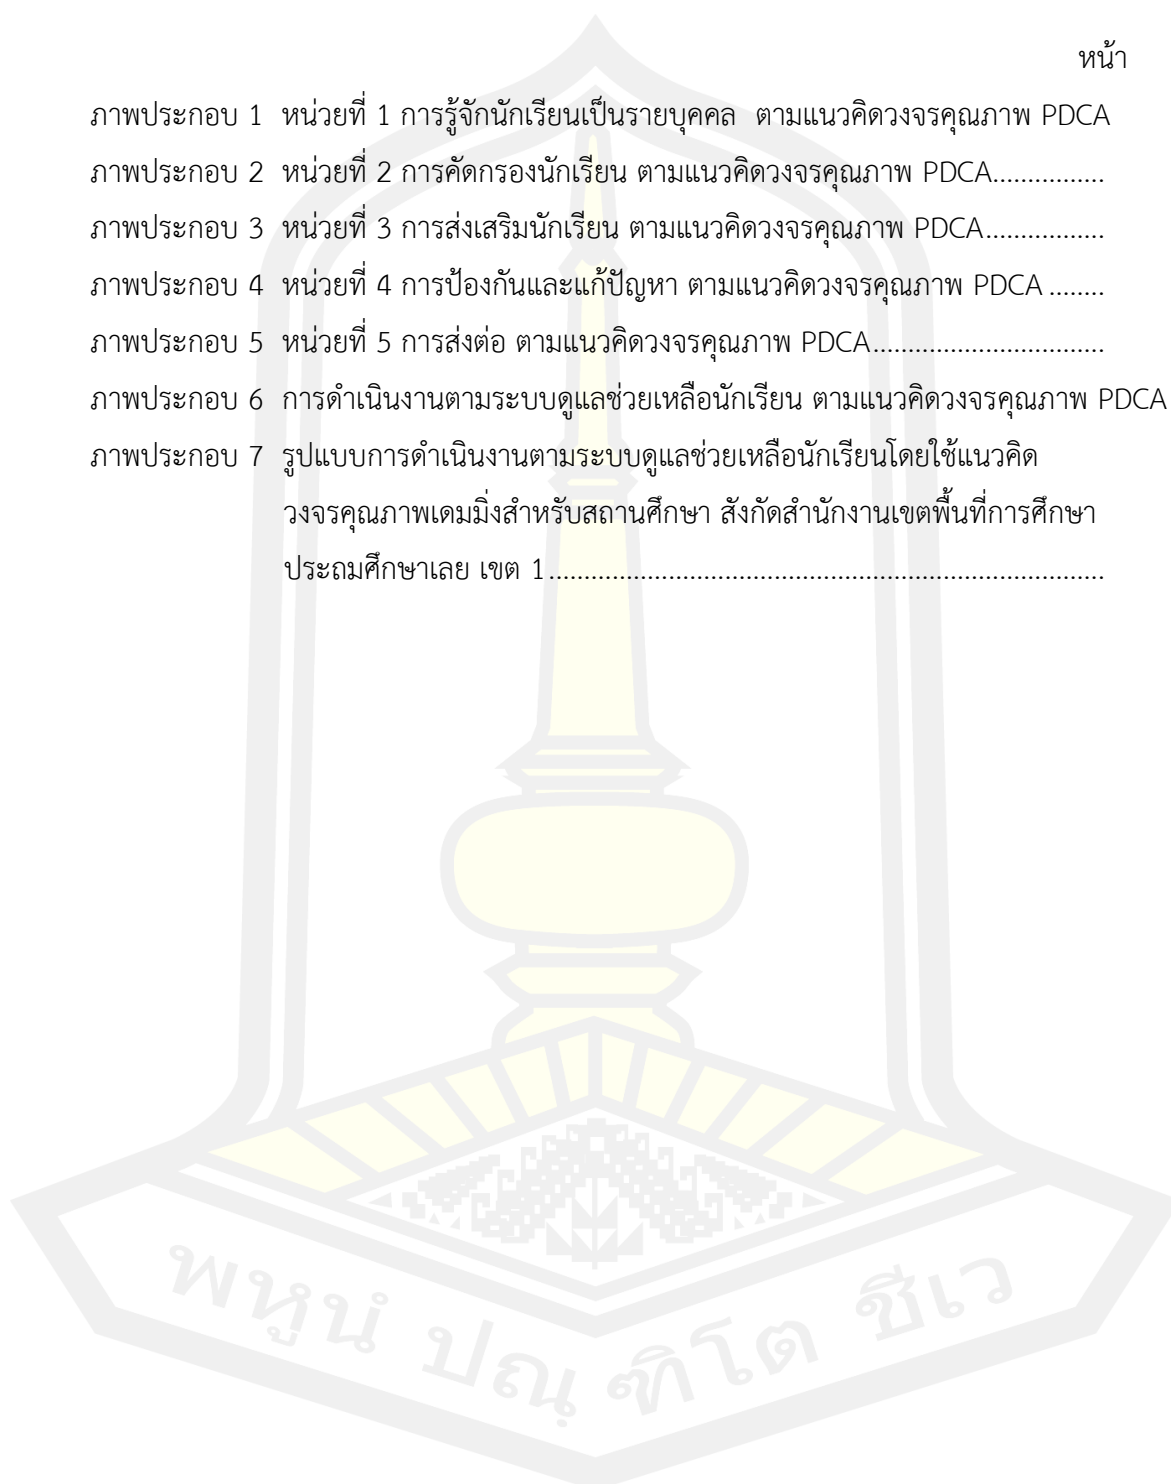 หน้า
ภาพประกอบ 1 หน่วยที่ 1 การรู้จักนักเรียนเป็นรายบุคคล ตามแนวคิดวงจรคุณภาพ PDCA
ภาพประกอบ 2 หน่วยที่ 2 การคัดกรองนักเรียน ตามแนวคิดวงจรคุณภาพ PDCA................
ภาพประกอบ 3 หน่วยที่ 3 การส่งเสริมนักเรียน ตามแนวคิดวงจรคุณภาพ PDCA.................
ภาพประกอบ 4 หน่วยที่ 4 การป้องกันและแก้ปัญหา ตามแนวคิดวงจรคุณภาพ PDCA ........
ภาพประกอบ 5 หน่วยที่ 5 การส่งต่อ ตามแนวคิดวงจรคุณภาพ PDCA.................................
ภาพประกอบ 6 การดำเนินงานตามระบบดูแลช่วยเหลือนักเรียน ตามแนวคิดวงจรคุณภาพ PDCA
ภาพประกอบ 7 รูปแบบการดำเนินงานตามระบบดูแลช่วยเหลือนักเรียนโดยใช้แนวคิด
วงจรคุณภาพเดมมิ่งสำหรับสถานศึกษา สังกัดสำนักงานเขตพื้นที่การศึกษา
ประถมศึกษาเลย เขต 1...............................................................................
พหูนํ ปณฺฑิโต ชีเว